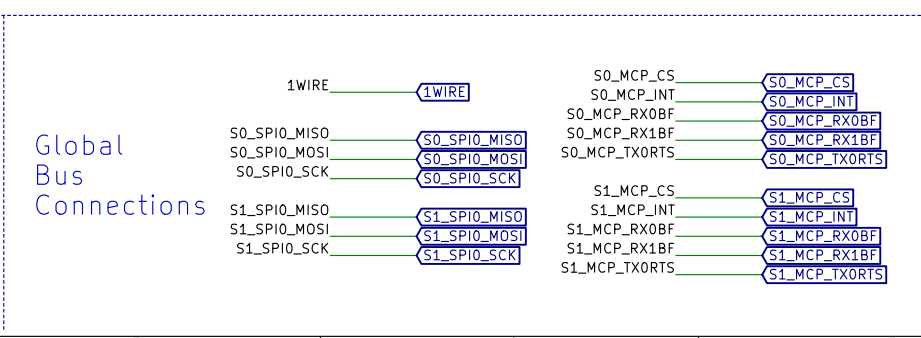 Global
Bus
Connections
1WIRE 1WIRE
S0_SPI0_MISO S0_SPI0_MISO
S0_SPI0_MOSI S0_SPI0_MOSI
S0_SPI0_SCK S0_SPI0_SCK
S1_SPI0_MISO S1_SPI0_MISO
S1_SPI0_MOSI S1_SPI0_MOSI
S1_SPI0_SCK S1_SPI0_SCK
S0_MCP_CS S0_MCP_CS
S0_MCP_INT S0_MCP_INT
S0_MCP_RX0BF S0_MCP_RX0BF
S0_MCP_RX1BF S0_MCP_RX1BF
S0_MCP_TX0RTS S0_MCP_TX0RTS
S1_MCP_CS S1_MCP_CS
S1_MCP_INT S1_MCP_INT
S1_MCP_RX0BF S1_MCP_RX0BF
S1_MCP_RX1BF S1_MCP_RX1BF
S1_MCP_TX0RTS S1_MCP_TX0RTS